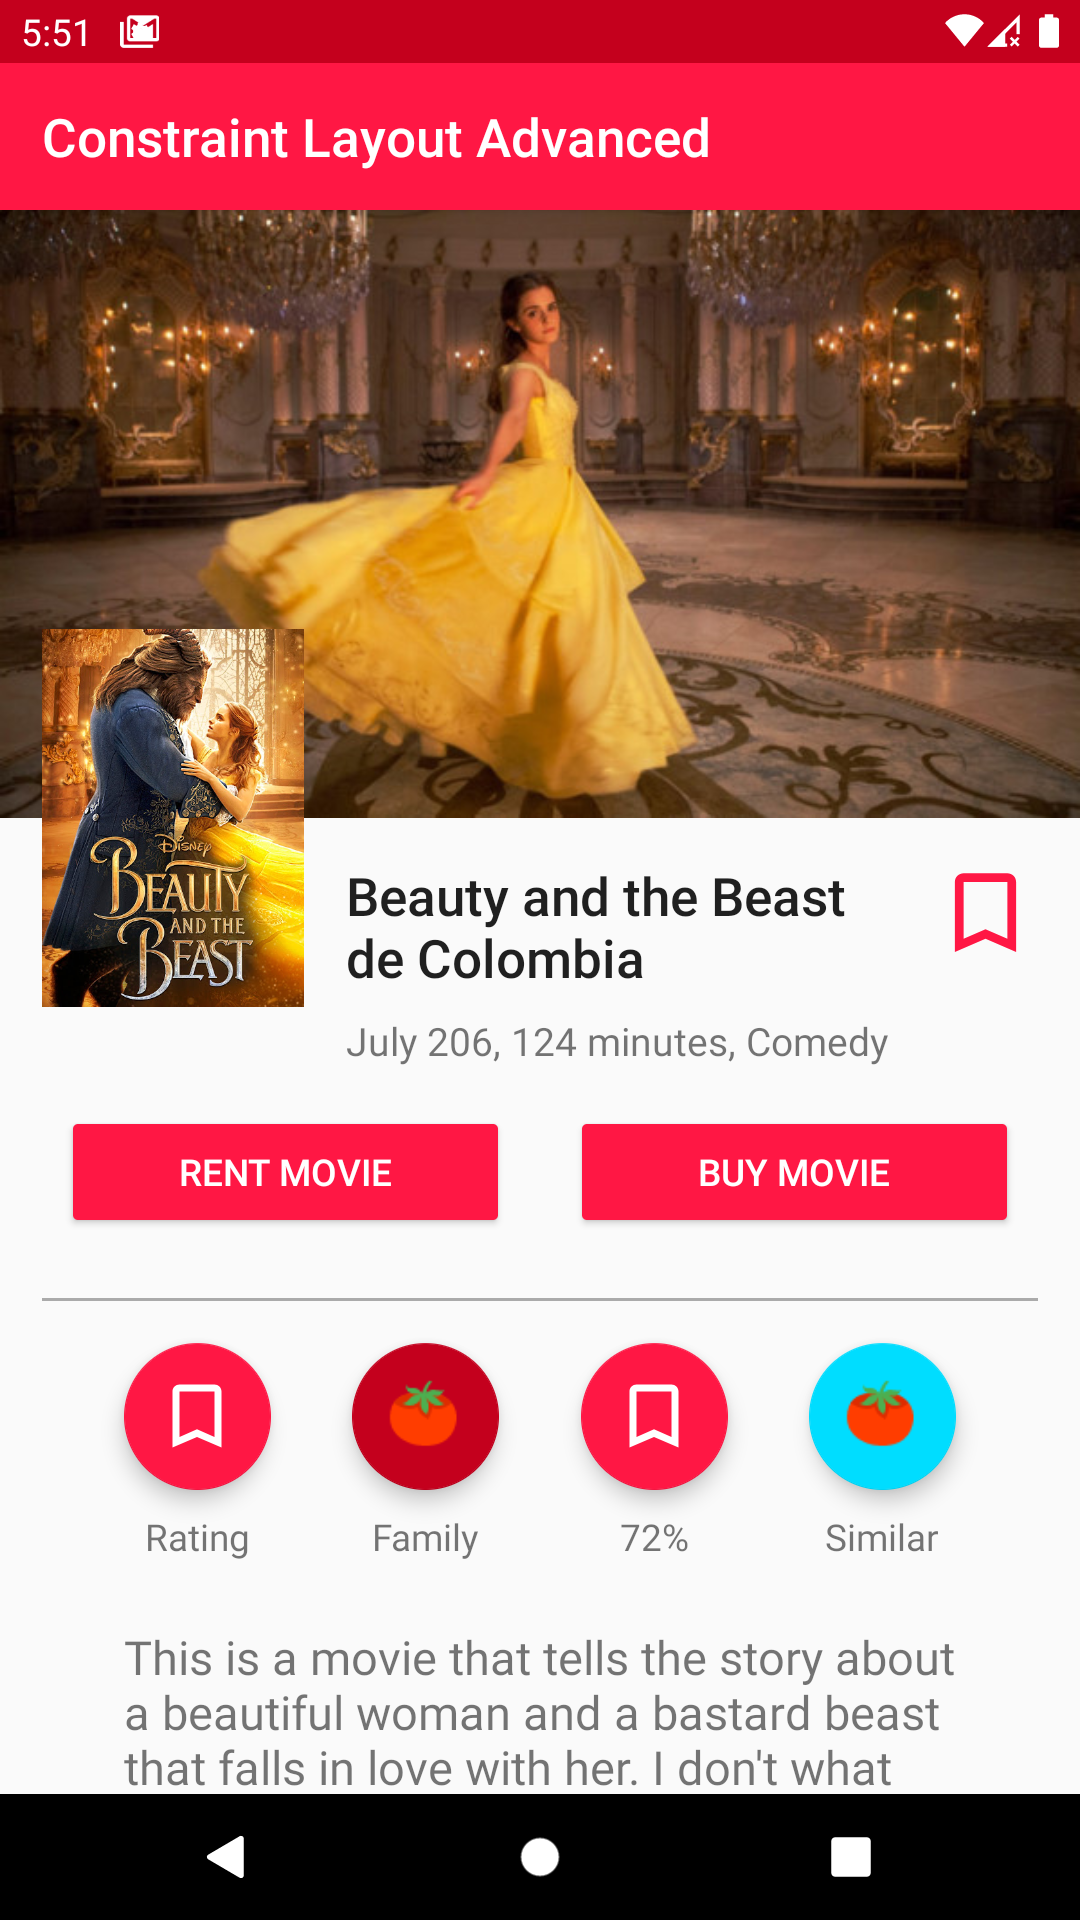 5:51
Constraint Layout Advanced
Disney
BEAUTY
AND THE
BEAST
Beauty and the Beast
de Colombia
July 206, 124 minutes, Comedy
RENT MOVIE
BUY MOVIE
Rating
Family
72%
Similar
This is a movie that tells the story about
a beautiful woman and a bastard beast
that falls in love with her. I don't what